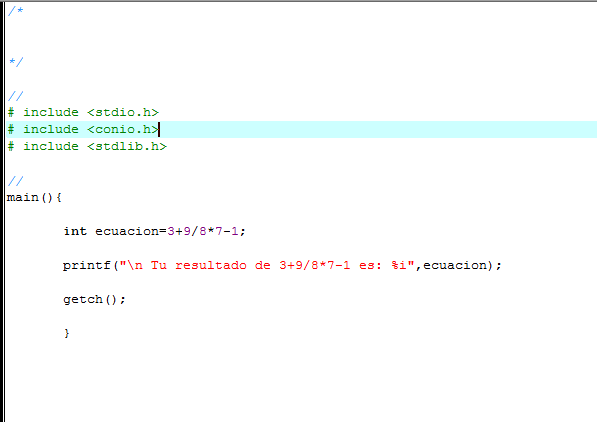 /*
*/
//
# include <stdio.h>
# include <conio.h>
# include <stdlib.h>
//
main(){
int ecuacion=3+9/8*7-1;
printf("\n Tu resultado de 3+9/8*7-1 es: %i",ecuacion);
getch();
}